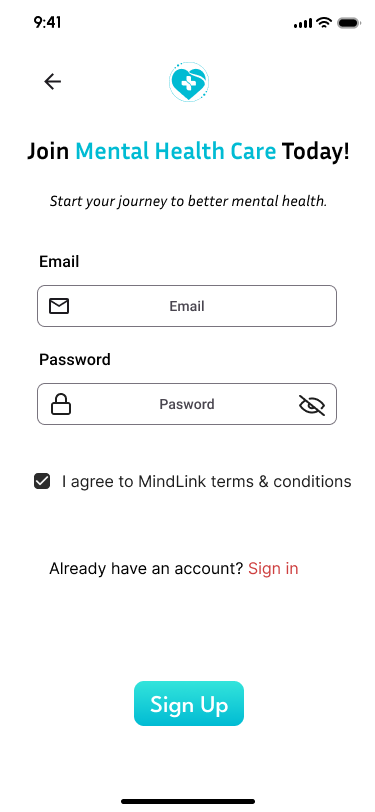 9:41
Join Mental Health Care Today!
Start your journey to better mental health.
Email
Email
Password
Pasword
I agree to MindLink terms & conditions
Already have an account? Sign in
Sign Up